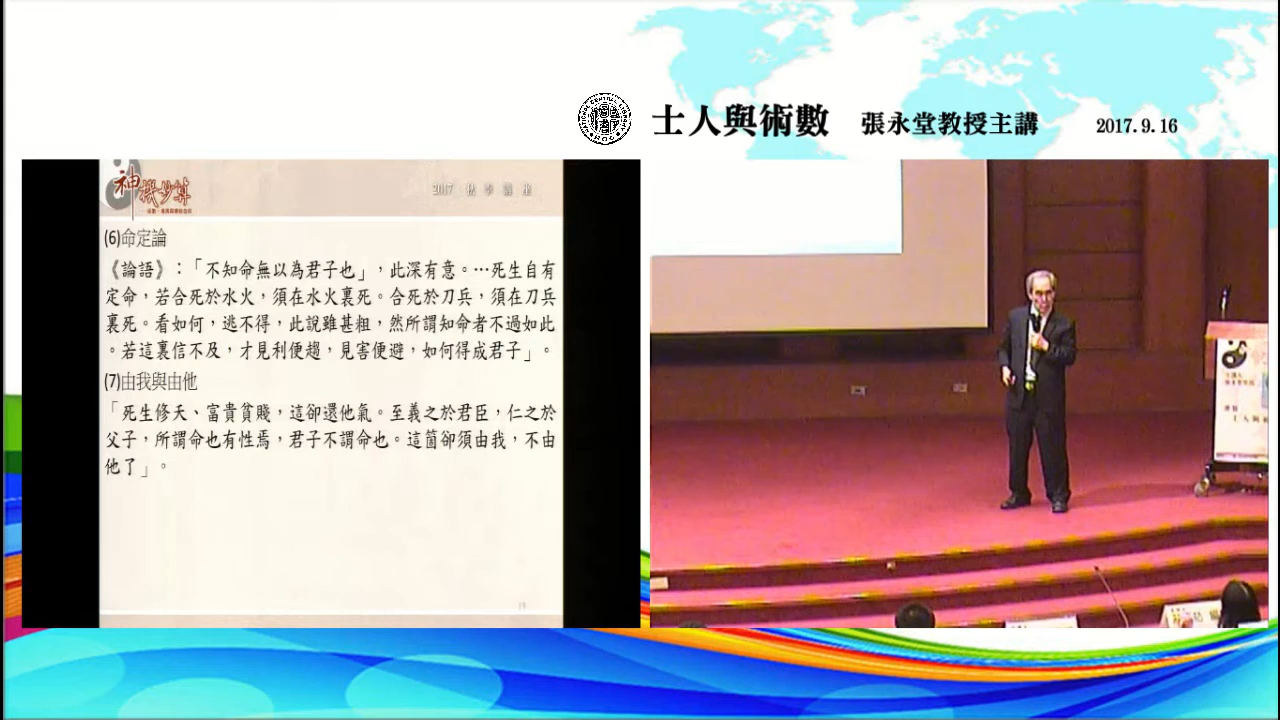 士人與術數 張永堂教授主講 2017.9.16
神機妙算
2017 秋季講座
(6)命定論
《論語》：「不知命無以為君子也」，此深有意。…死生自有
定命，若合死於水火，須在水火裏死。合死於刀兵，須在刀兵
裏死。看如何，逃不得，此說雖甚粗，然所謂知命者不過如此
。若這裏信不及，才見利便趨，見害便避，如何得成君子」。
(7)由我與由他
「死生修夭、富貴貧賤，這卻還他氣。至義之於君臣，仁之於
父子，所謂命也有性焉，君子不謂命也。這箇卻須由我，不由
他了」。